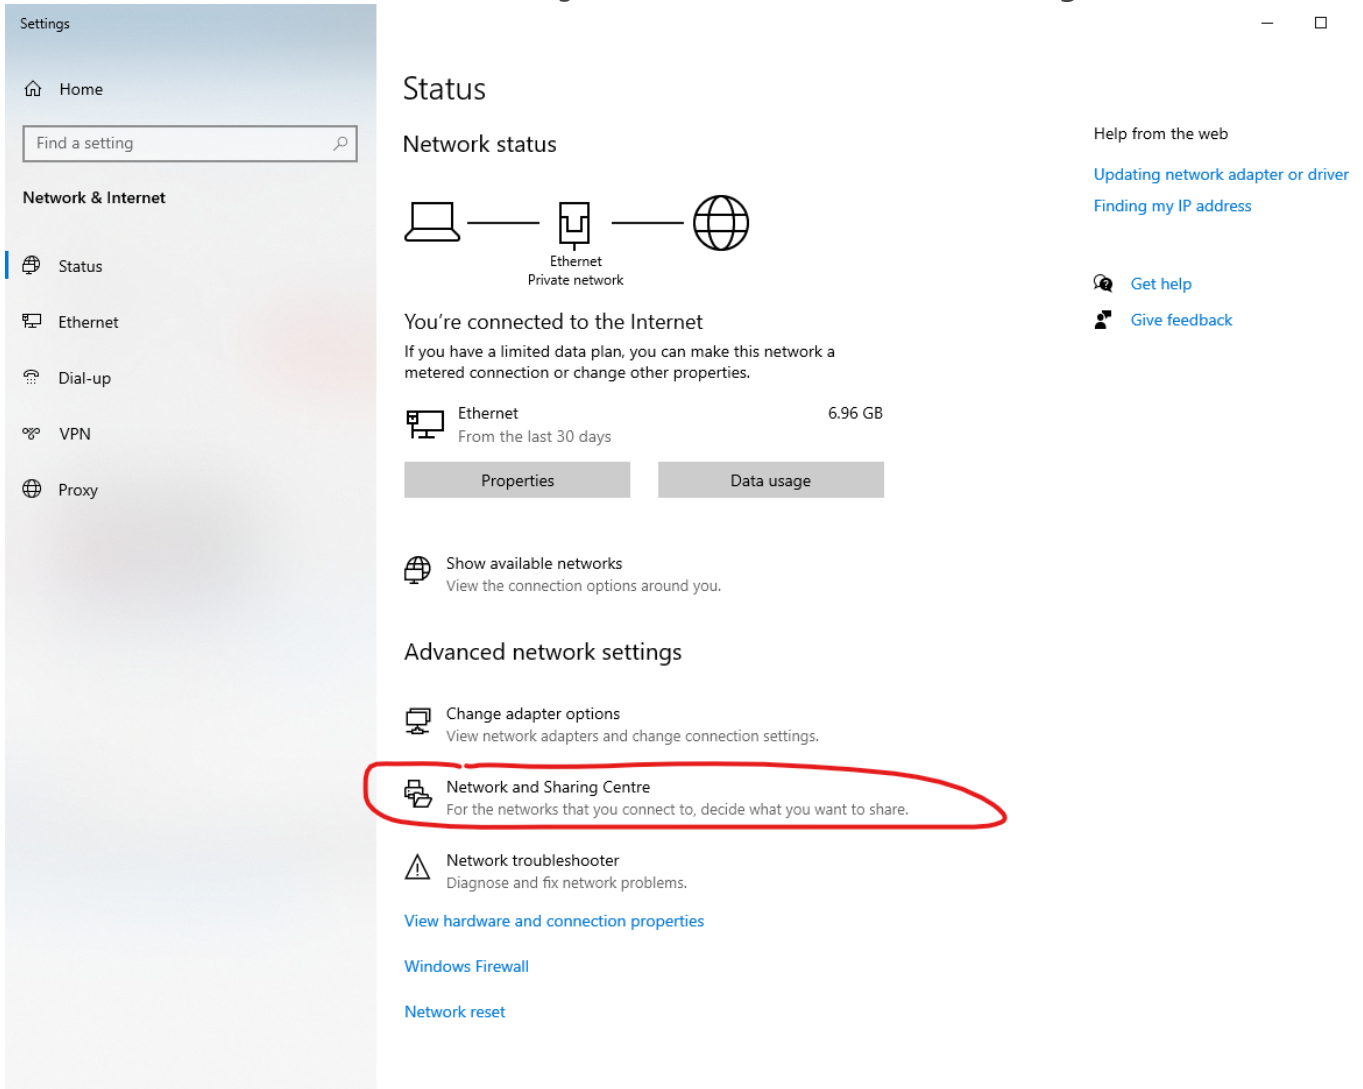 Settings
Home
Find a setting
Network & Internet
Status
Ethernet
Dial-up
VPN
Proxy
Status
Network status
Ethernet
Private network
You're connected to the Internet
If you have a limited data plan, you can make this network a
metered connection or change other properties.
Ethernet 6.96 GB
From the last 30 days
Properties Data usage
Show available networks
View the connection options around you.
Advanced network settings
Change adapter options
View network adapters and change connection settings.
Network and Sharing Centre
For the networks that you connect to, decide what you want to share.
Network troubleshooter
Diagnose and fix network problems.
View hardware and connection properties
Windows Firewall
Network reset
Help from the web
Updating network adapter or driver
Finding my IP address
Get help
Give feedback